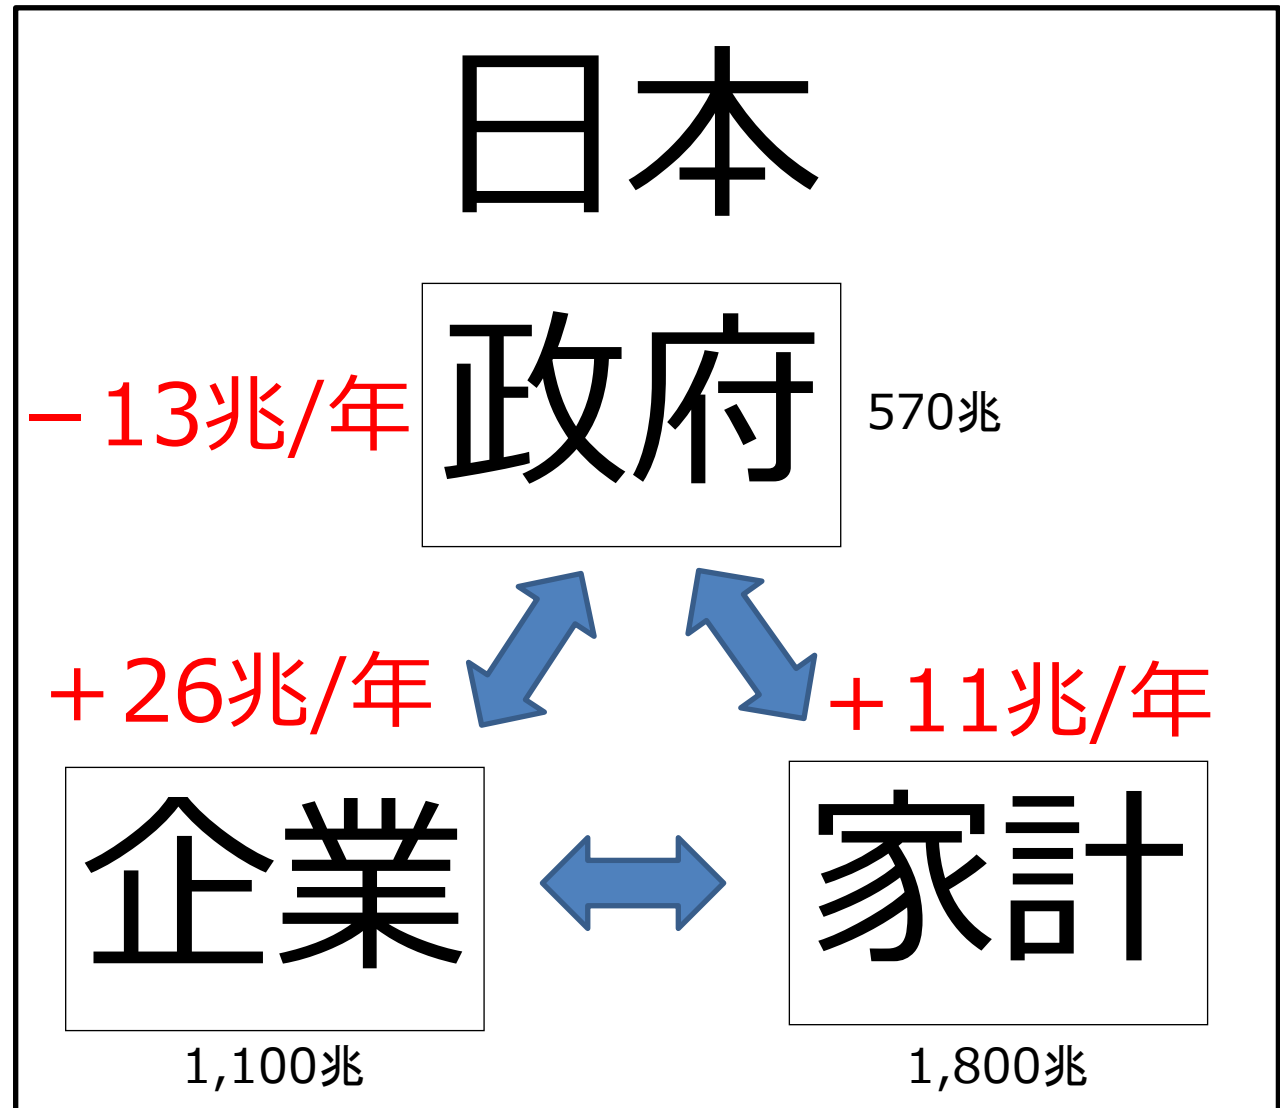 日本
政府
－13兆/年
570兆
＋26兆/年
＋11兆/年
企業
家計
1,100兆
1,800兆